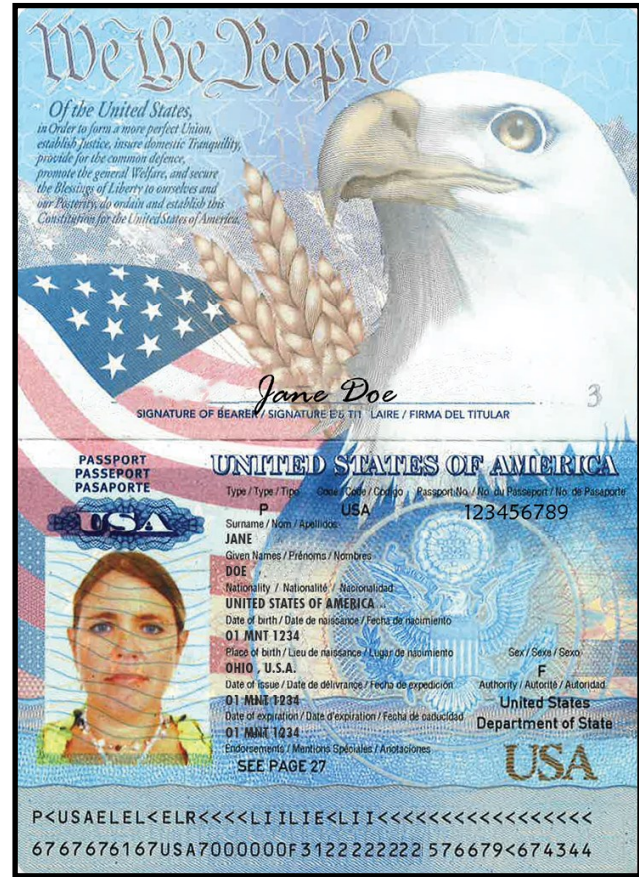 We the People
Of the United States,
in Order to form a more perfect Union,
establish Justice, insure domestic Tranquility,
provide for the common defence,
promote the general Welfare, and secure
the Blessings of Liberty to ourselves and
our Posterity, do ordain and establish this
Constitution for the United States of America.
Jane Doe
3
SIGNATURE OF BEARER / SIGNATURE LAIRE / FIRMA DEL TITULAR
PASSPORT
PASSEPORT
PASAPORTE
USA
UNITED STATES OF AMERICA
Type / Type / Tipo Code / Code / Codigo Passport No. / No. du Passeport / No. de Pasaporte
P USA 123456789
Surname / Nom / Apellidos
JANE
Given Names / Prénoms / Nombres
DOE
Nationality / Nationalité / Nacionalidad
UNITED STATES OF AMERICA
Date of birth / Date de naissance / Fecha de nacimiento
01 MNT 1234
Place of birth / Lieu de naissance / Lugar de nacimiento Sex / Sexe / Sexo
OHIO , U.S.A. F
Date of issue / Date de délivrance / Fecha de expedición Authority / Autorité / Autoridad
01 MNT 1234 United States
Date of expiration / Date d'expiration / Fecha de caducidad Department of State
01 MNT 1234
Endorsements / Mentions Spéciales / Anotaciones
SEE PAGE 27
USA
P<USAELEL<ELR<<<<LIILIE<LII<<<<<<<<<<<<<<<<<
6767676167USA7000000F3122222222 576679<674344